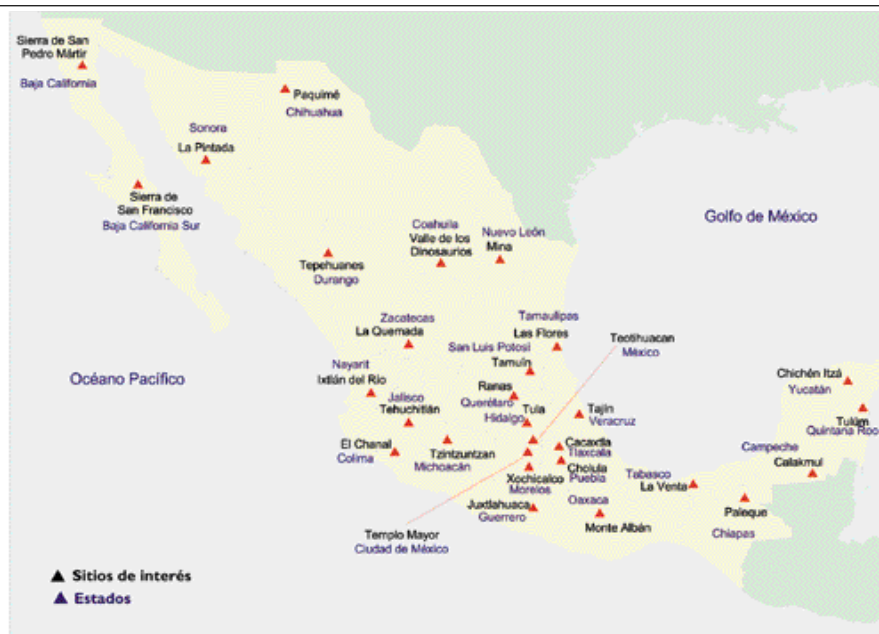 Sierra de San
Pedro Mártir
Baja California
Paquimé
Chihuahua
Sonora
La Pintada
Sierra de
San Francisco
Baja California Sur
Coahuila
Valle de los
Dinosaurios
Nuevo León
Mina
Golfo de México
Tepehuanes
Durango
Zacatecas
La Quemada
Tamaulipas
Las Flores
San Luis Potosí
Tamuín
Teotihuacan
México
Nayarit
Ixtlán del Río
Océano Pacífico
Jalisco
Tehuchitlán
Ranas
Querétaro
Hidalgo
Tula
Tajín
Veracruz
Chichén Itzá
Yucatán
Tulúm
Quintana Roo
El Chanal
Colima
Tzintzuntzan
Michoacán
Cacaxtla
Tlaxcala
Cholula
Puebla
Xochicalco
Morelos
Campeche
Calakmul
Tabasco
La Venta
Juxtlahuaca
Guerrero
Oaxaca
Monte Albán
Paleque
Chiapas
Templo Mayor
Ciudad de México
Sitios de interés
Estados